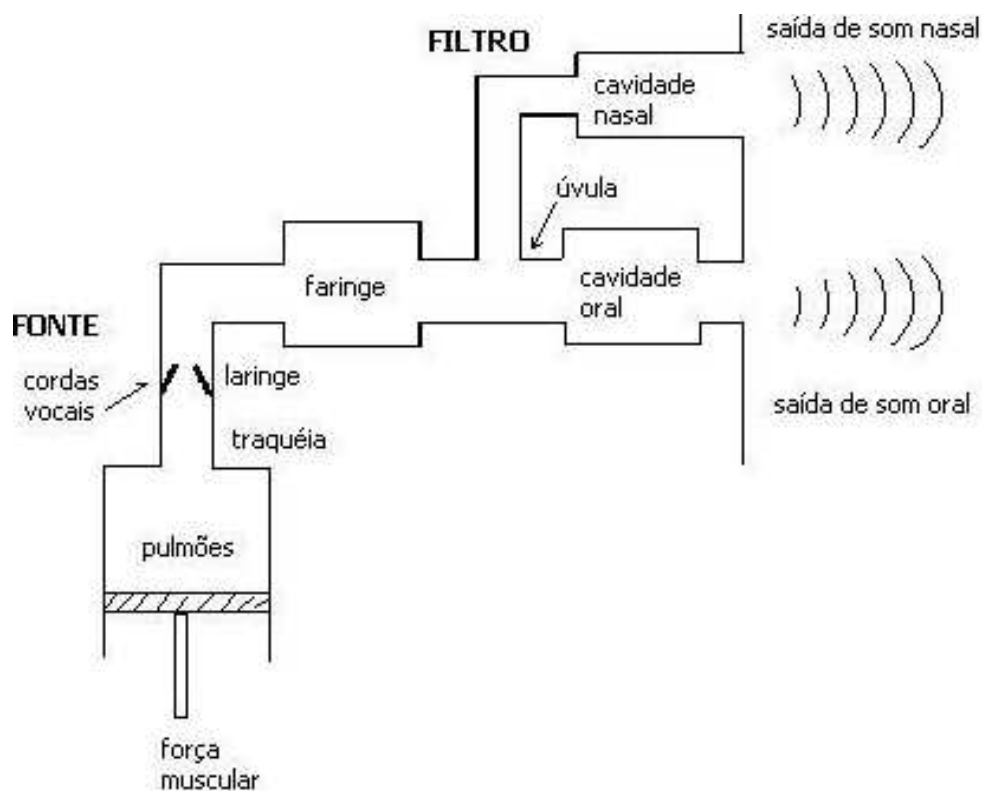 saída de som nasal
FILTRO
cavidade
nasal
úvula
faringe
cavidade
oral
FONTE
cordas
vocais
laringe
saída de som oral
traquéia
pulmões
força
muscular